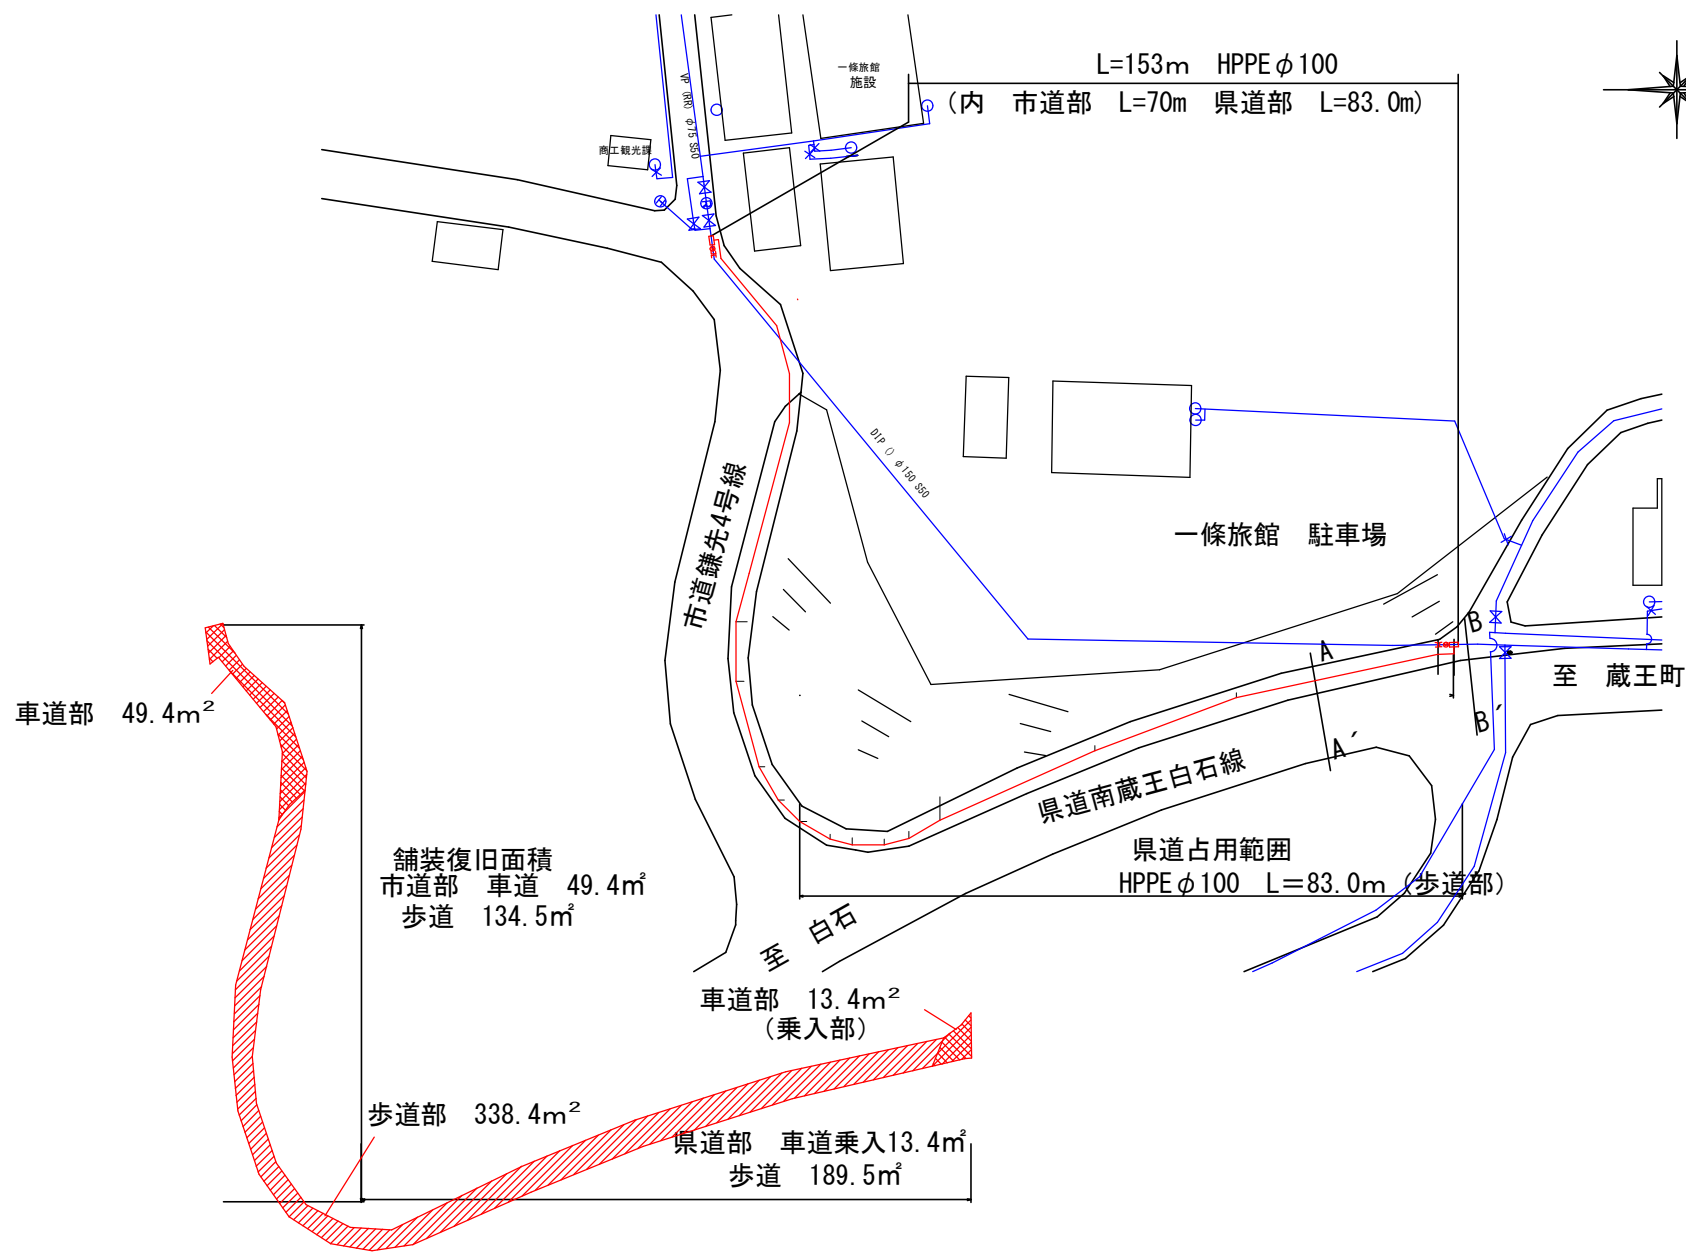 L=153m　HPPEφ100
(内　市道部　L=70m　県道部　L=83.0m)
一條旅館
施設
VP (RR) φ75 S50
商工観光課
DIP () φ150 S50
市道鎌先4号線
一條旅館　駐車場
A
B
至　蔵王町
B´
A´
県道南蔵王白石線
車道部　49.4m²
舗装復旧面積
市道部　車道　49.4㎡
歩道　134.5㎡
県道占用範囲
HPPEφ100　L＝83.0m (歩道部)
至　白石
車道部　13.4m²
(乗入部)
歩道部　338.4m²
県道部　車道乗入13.4㎡
歩道　189.5㎡